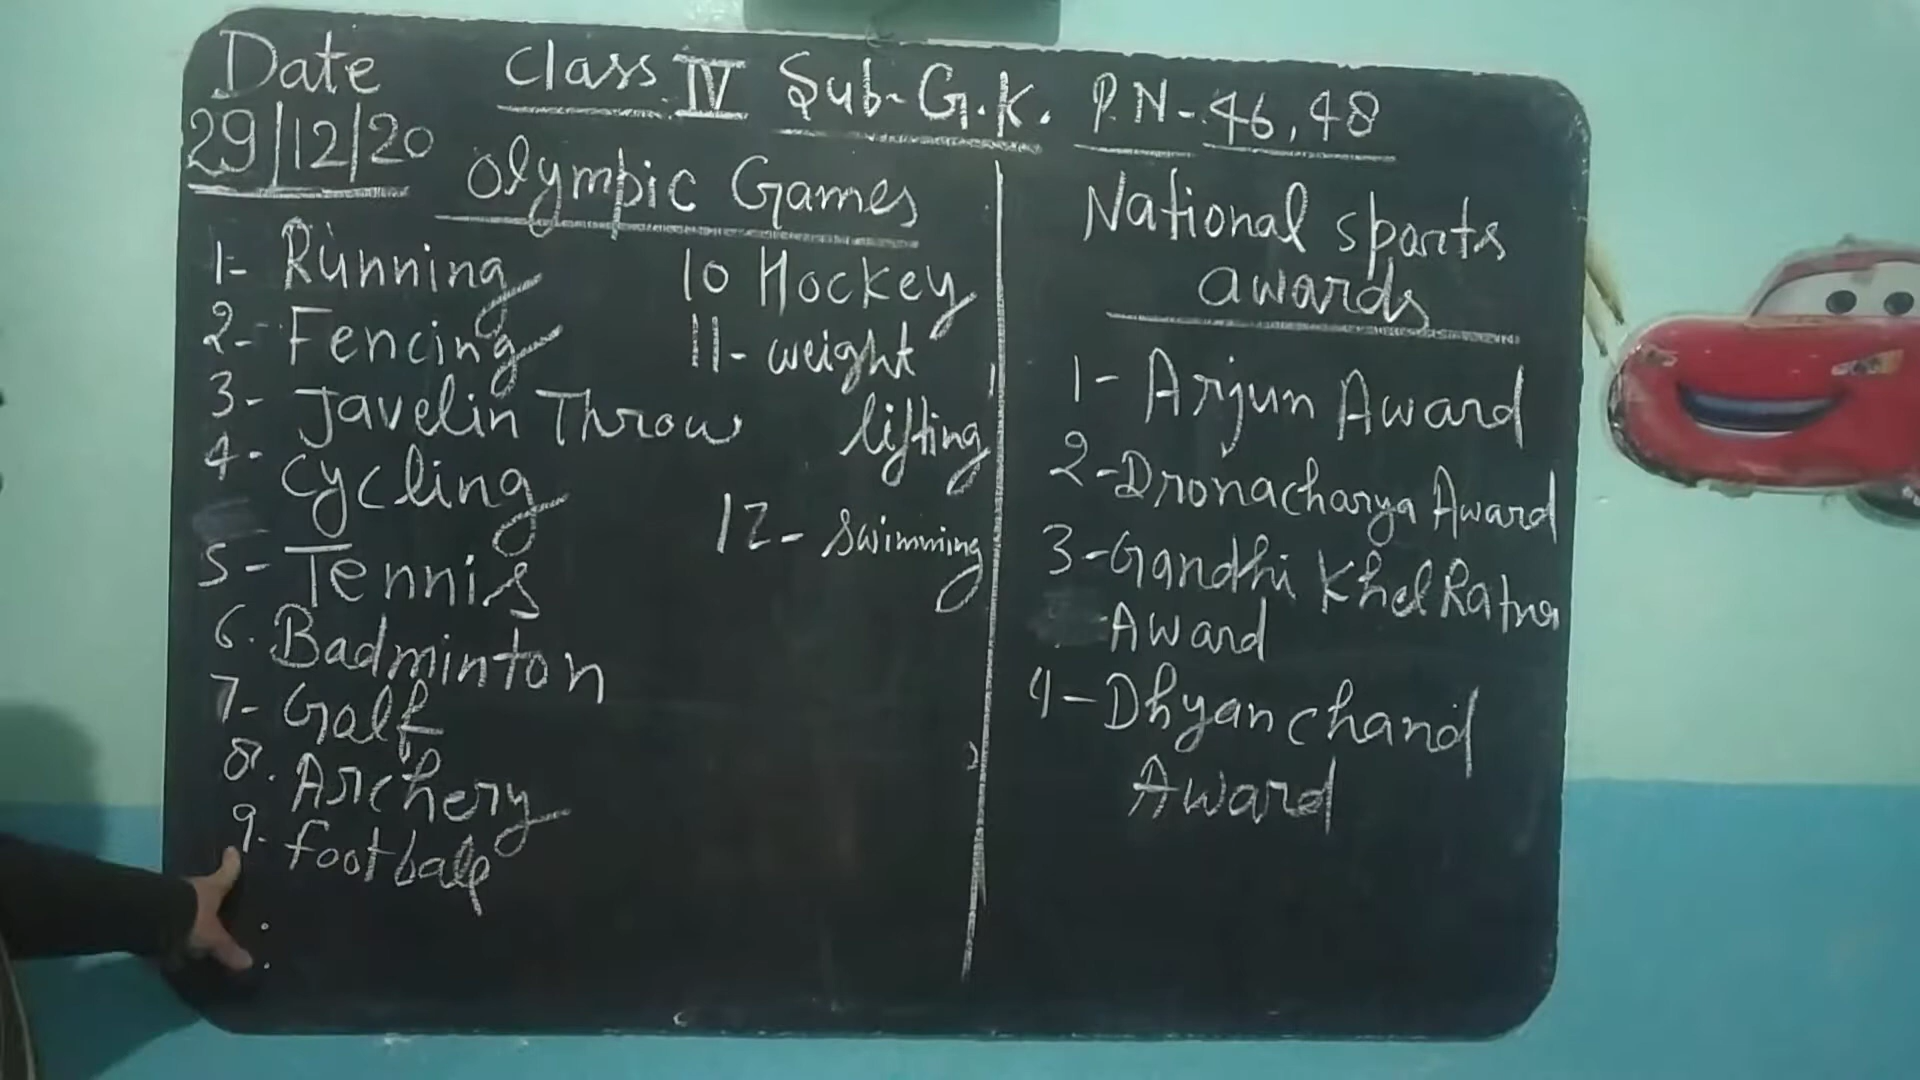 Date
29/12/20
Class IV Sub-G.K. P.N-46,48
Olympic Games
1- Running
2- Fencing
3- Javelin Throw
4- Cycling
5- Tennis
6. Badminton
7- Golf
8. Archery
9. football
10 Hockey
11- weight
lifting
12- swimming
National sports
awards
1- Arjun Award
2-Dronacharya Award
3-Gandhi Khel Ratna
Award
4-Dhyanchand
Award